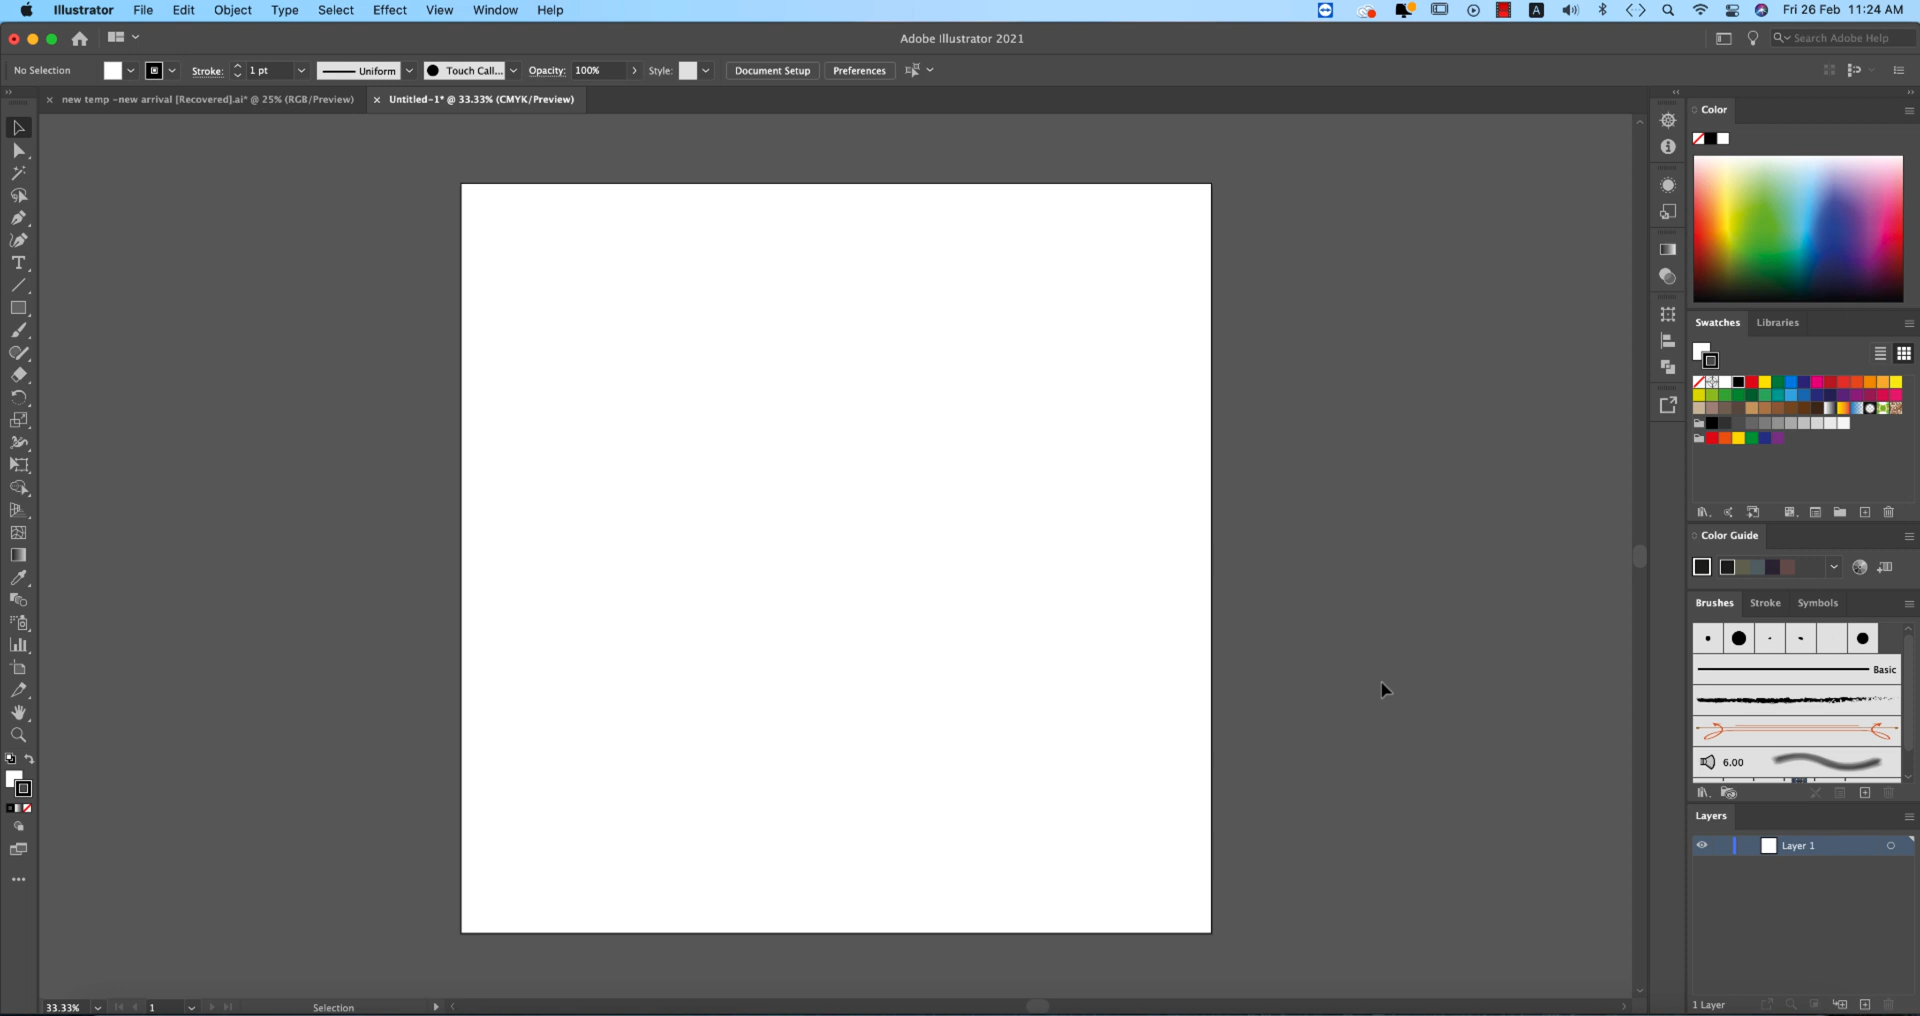 Illustrator File Edit Object Type Select Effect View Window Help
A
Fri 26 Feb 11:24 AM
Adobe Illustrator 2021
Search Adobe Help
No Selection
Stroke: 1 pt
Uniform
Touch Call...
Opacity: 100%
Style:
Document Setup
Preferences
new temp -new arrival [Recovered].ai* @ 25% (RGB/Preview)
Untitled-1* @ 33.33% (CMYK/Preview)
Color
Swatches Libraries
Color Guide
Brushes Stroke Symbols
Basic
6.00
Layers
Layer 1
1 Layer
33.33%
1
Selection